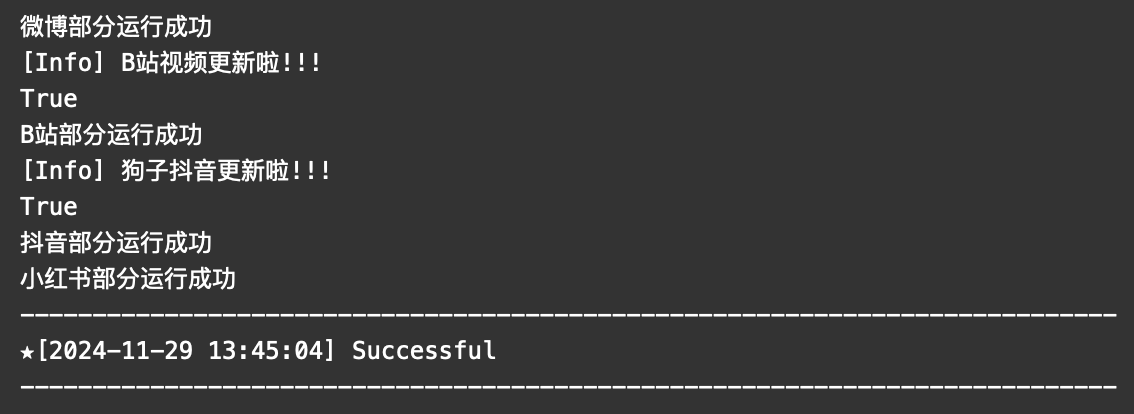 微博部分运行成功
[Info] B站视频更新啦!!!
True
B站部分运行成功
[Info] 狗子抖音更新啦!!!
True
抖音部分运行成功
小红书部分运行成功
----------------------------------------------------------------------------
★[2024-11-29 13:45:04] Successful
----------------------------------------------------------------------------